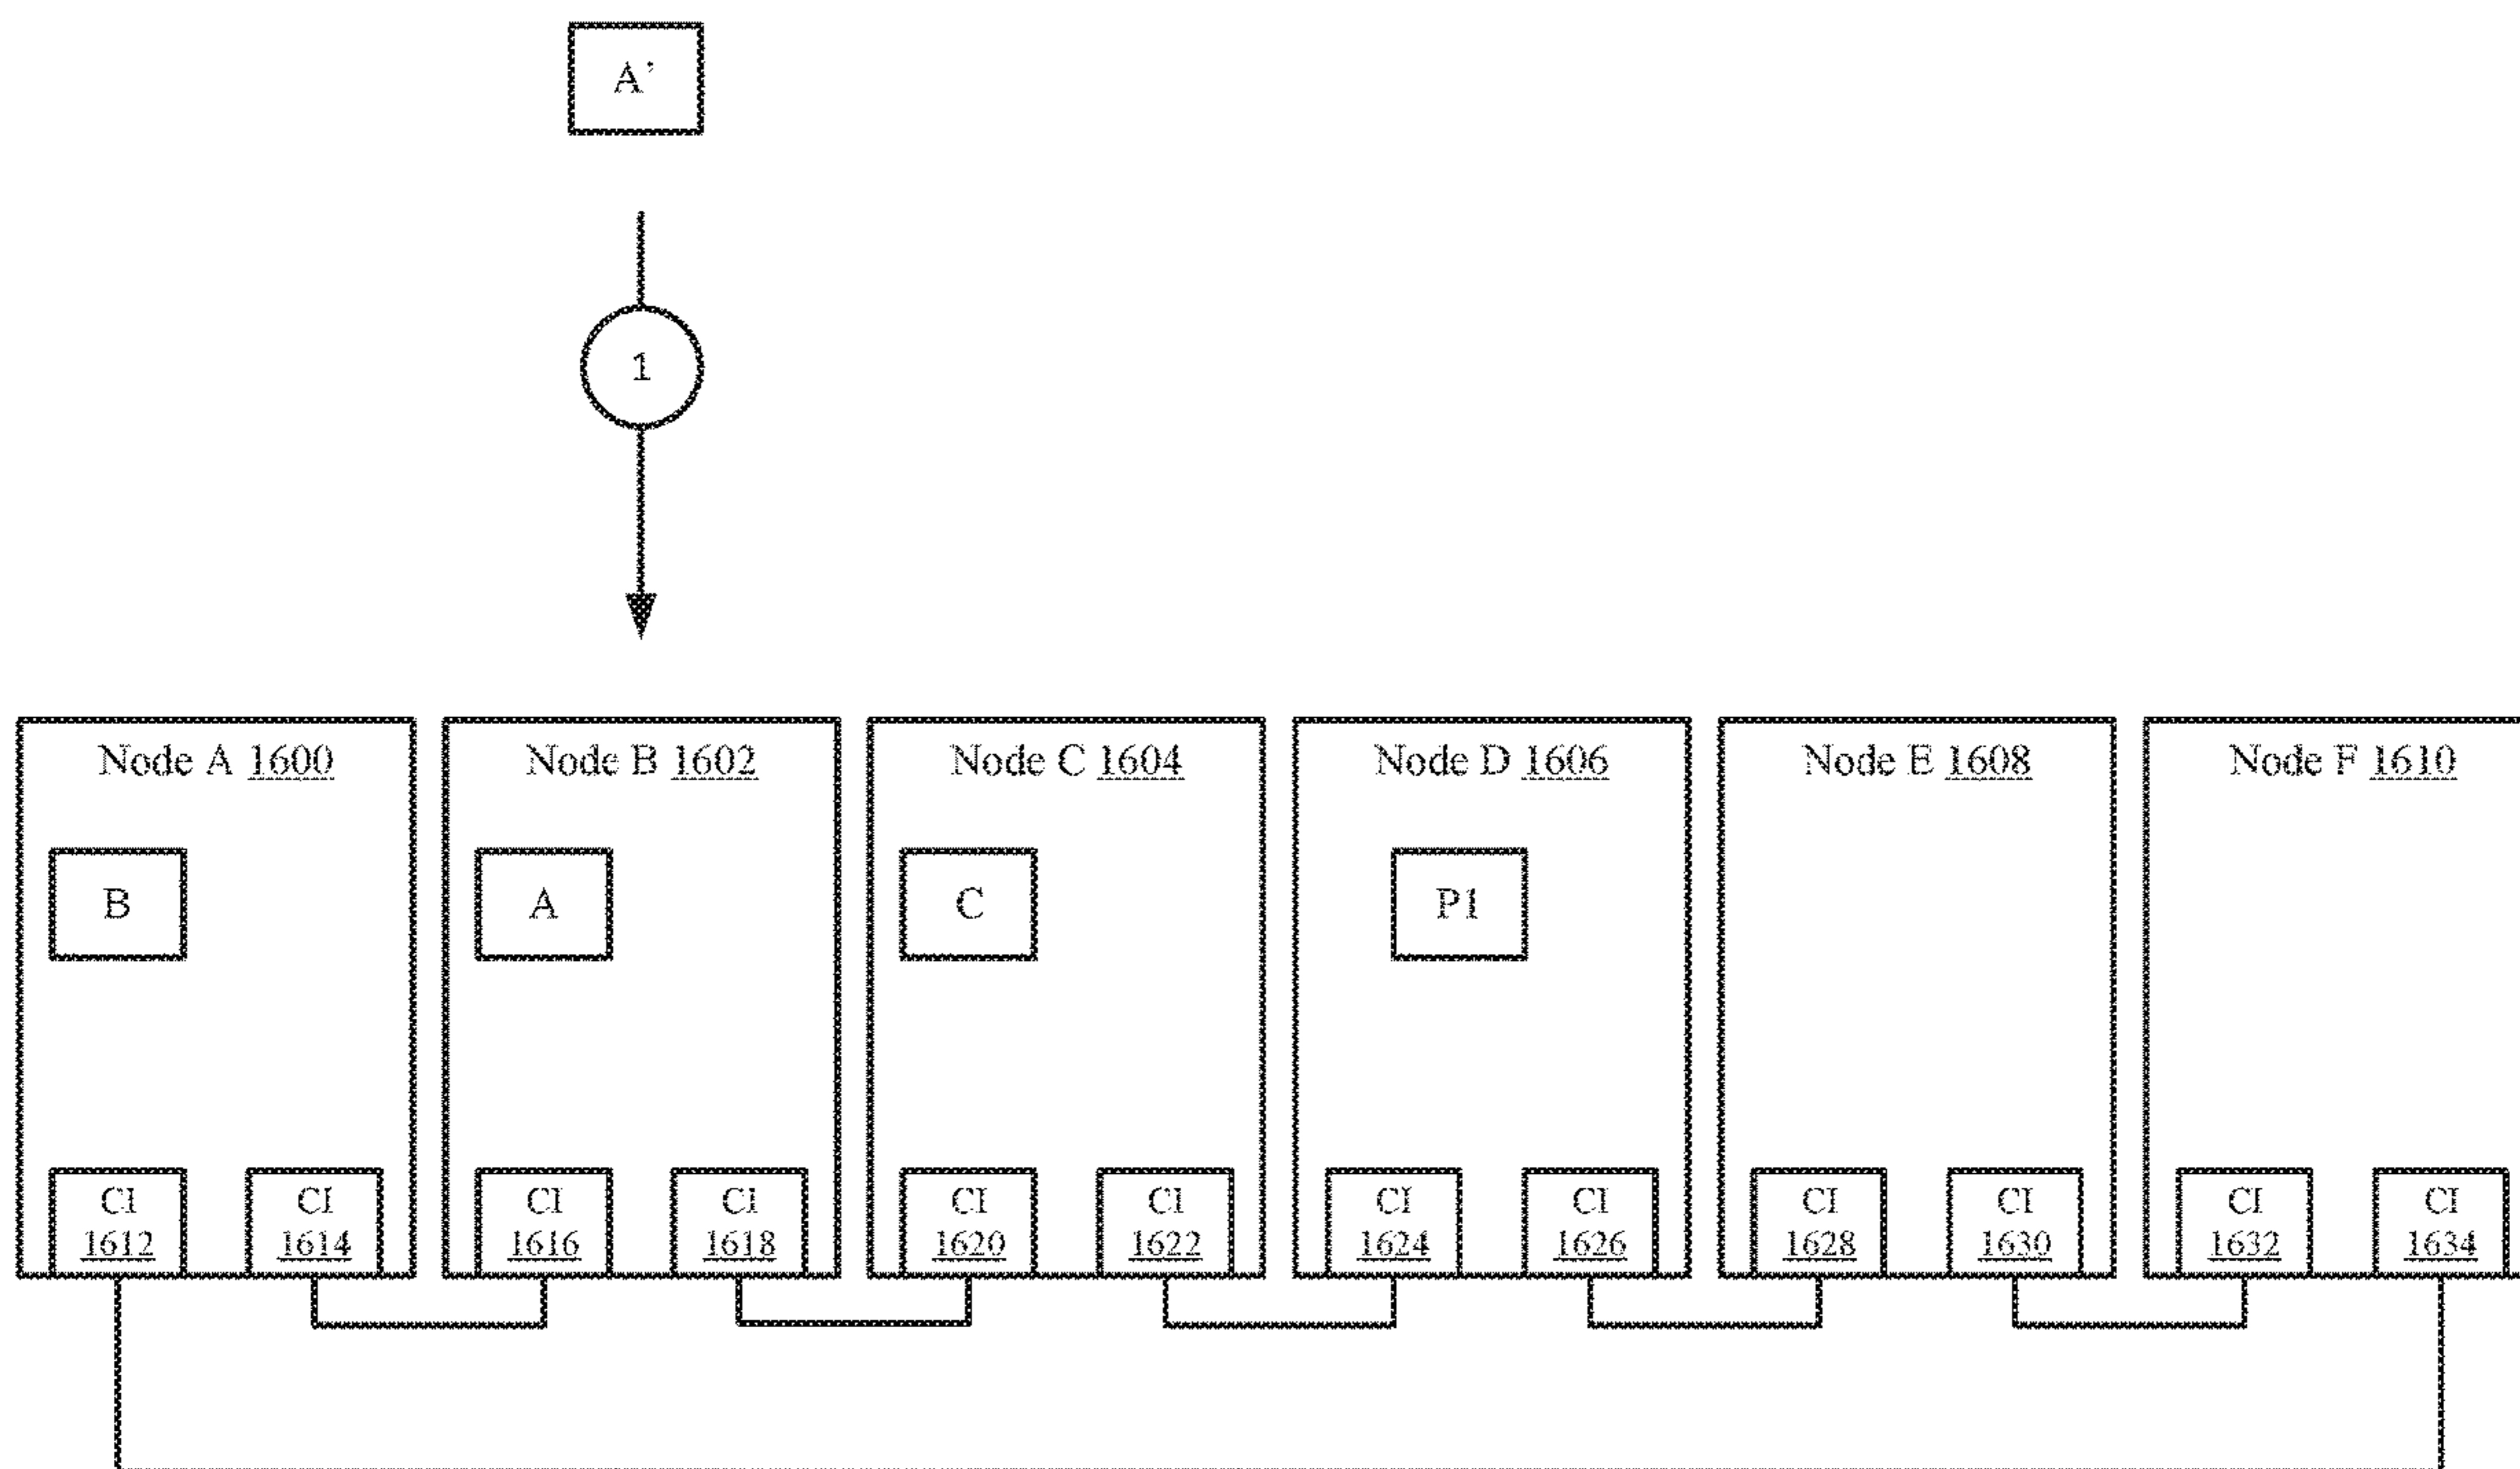 A'
1
Node A 1600
Node B 1602
Node C 1604
Node D 1606
Node E 1608
Node F 1610
B
A
C
P1
CI
1612
CI
1614
CI
1616
CI
1618
CI
1620
CI
1622
CI
1624
CI
1626
CI
1628
CI
1630
CI
1632
CI
1634